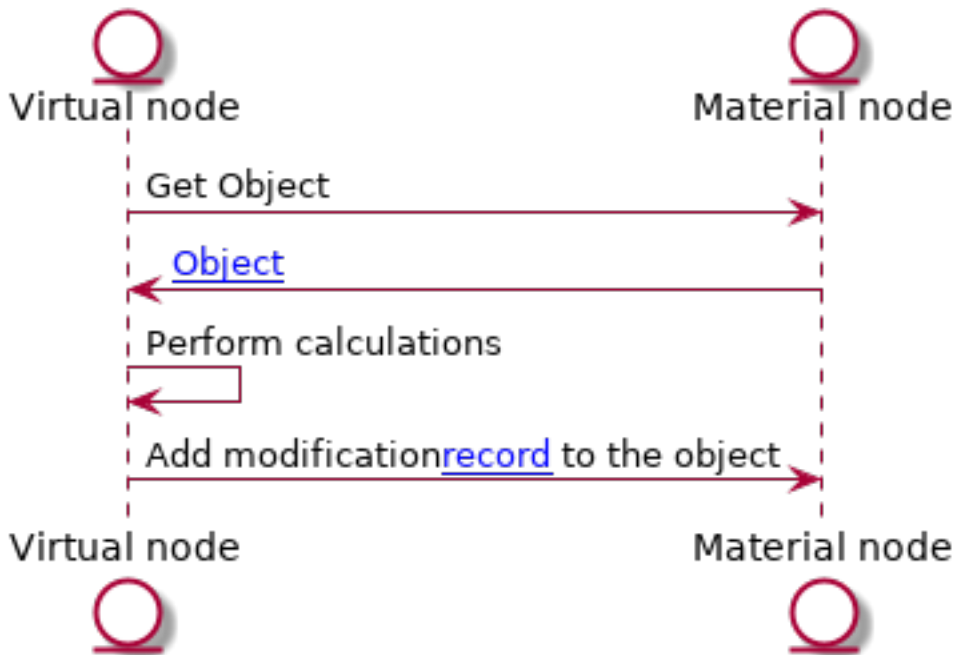 Virtual node Material node
Get Object
Object
Perform calculations
Add modificationrecord to the object
Virtual node Material node